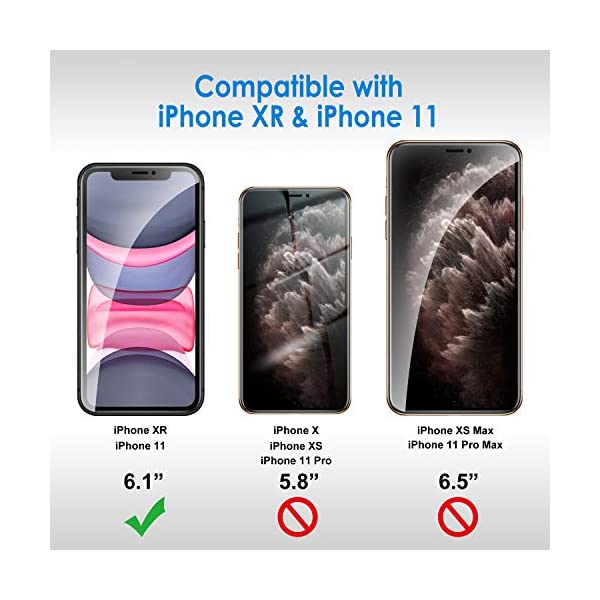 Compatible with
iPhone XR & iPhone 11
iPhone XR
iPhone 11
6.1”
iPhone X
iPhone XS
iPhone 11 Pro
5.8”
iPhone XS Max
iPhone 11 Pro Max
6.5”